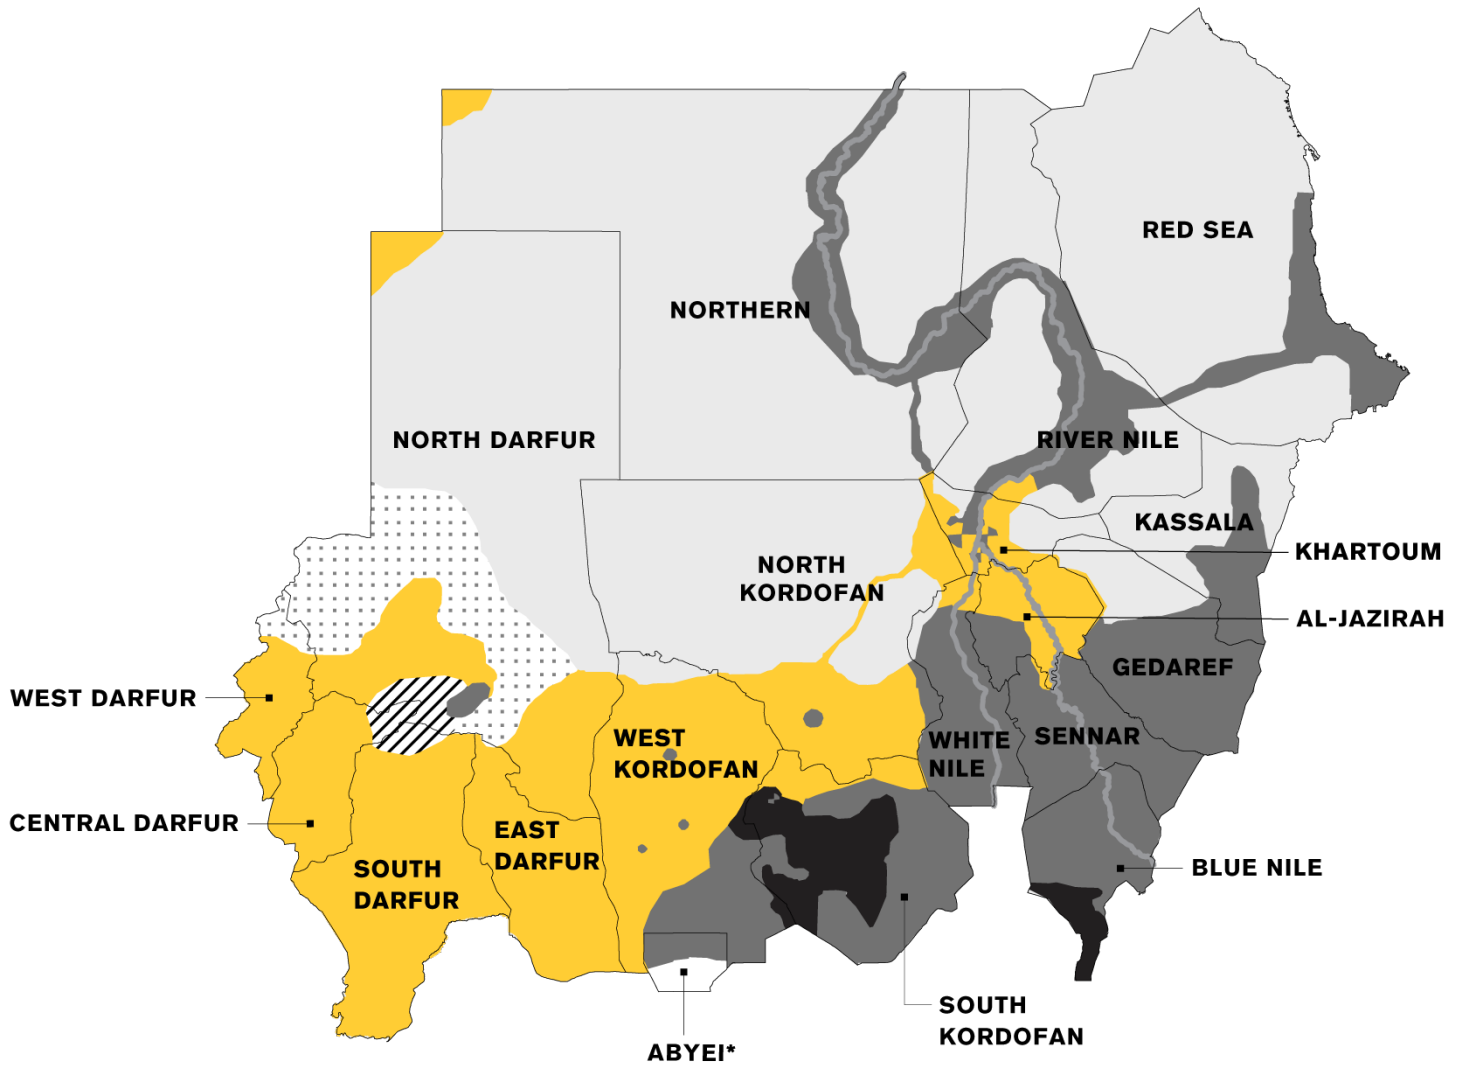 RED SEA
NORTHERN
NORTH DARFUR
RIVER NILE
KASSALA
KHARTOUM
NORTH
KORDOFAN
AL-JAZIRAH
GEDAREF
WEST DARFUR
WEST
KORDOFAN
WHITE
NILE
SENNAR
CENTRAL DARFUR
EAST
DARFUR
SOUTH
DARFUR
BLUE NILE
SOUTH
KORDOFAN
ABYEI*